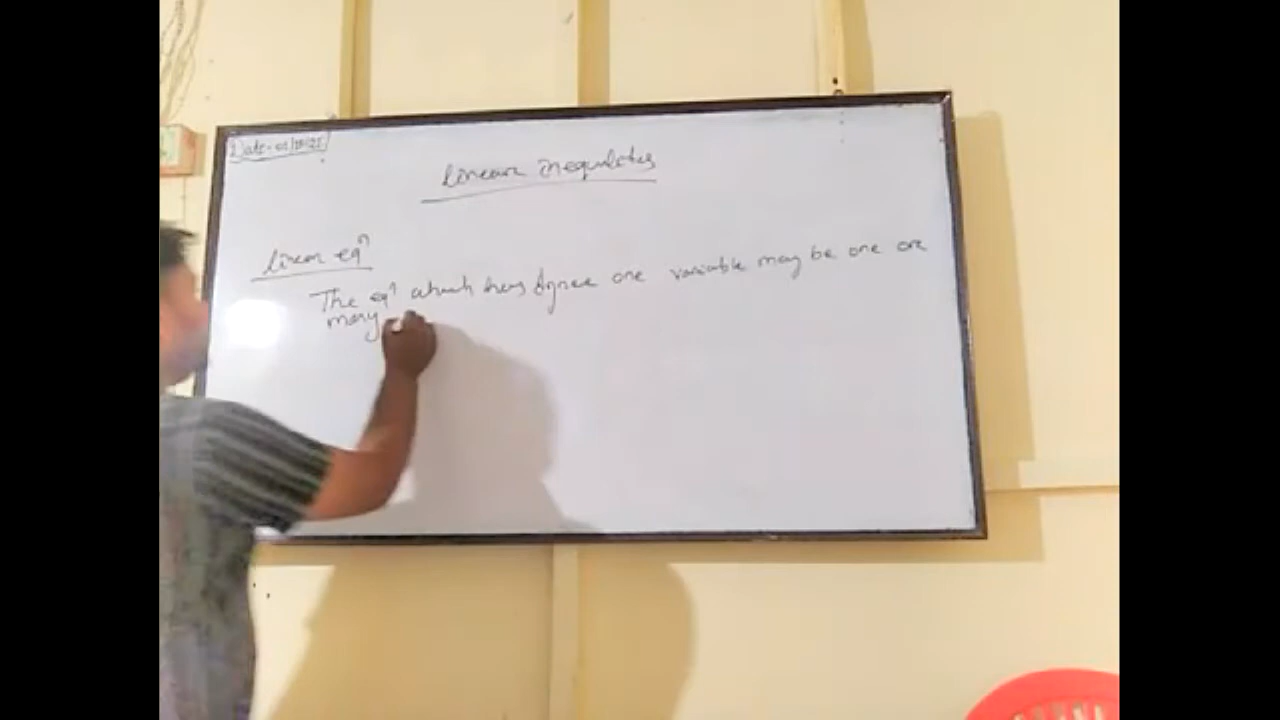 Date-
linear inequalities
linear eqⁿ
The eqⁿ which has degree one variable may be one or
many